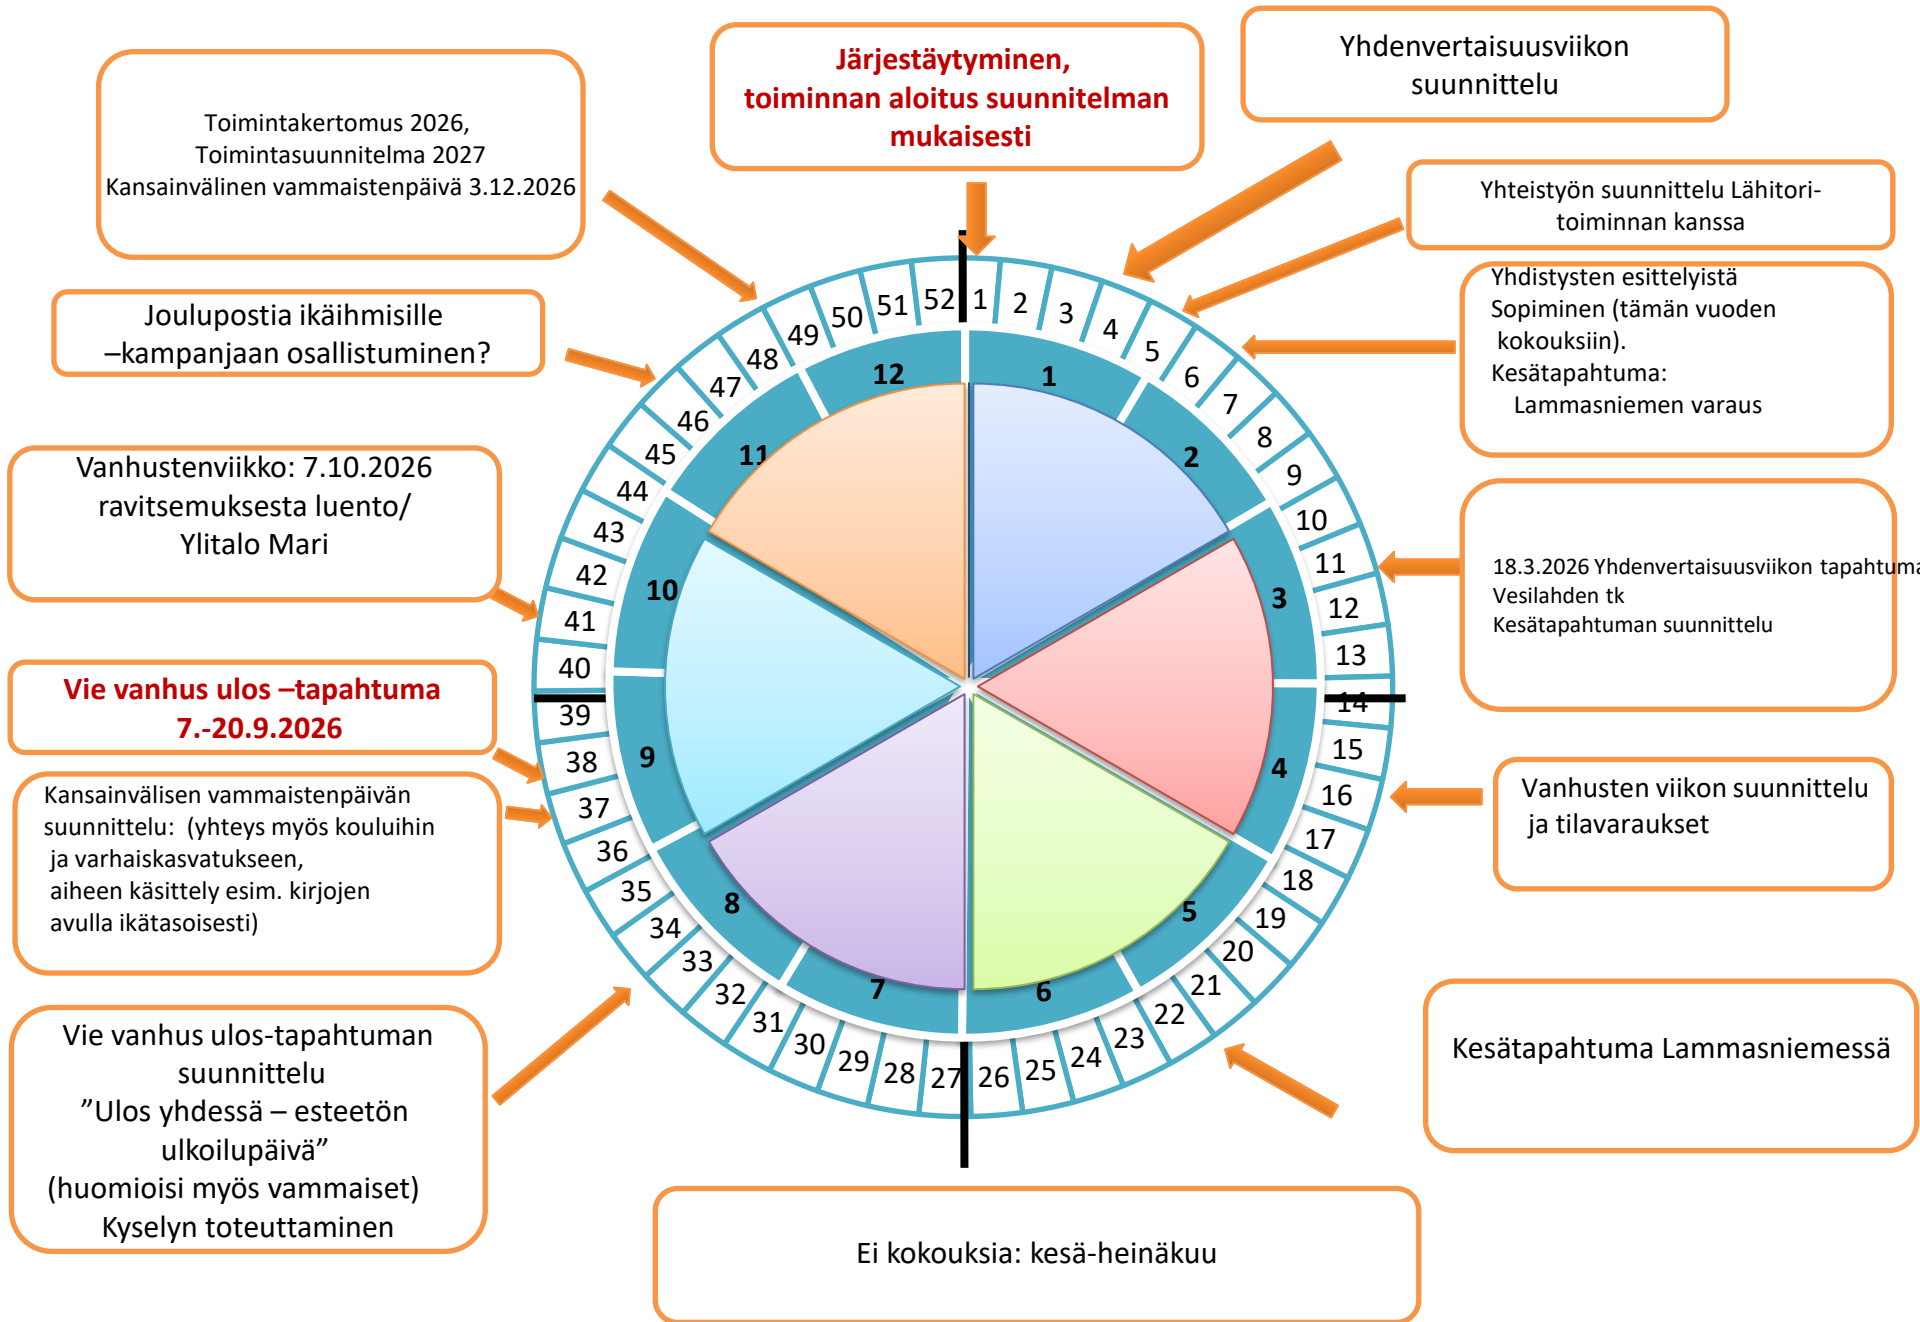 Järjestäytyminen,
toiminnan aloitus suunnitelman
mukaisesti
Yhdenvertaisuusviikon
suunnittelu
Yhteistyön suunnittelu Lähitori-
toiminnan kanssa
Yhdistysten esittelyistä
Sopiminen (tämän vuoden
kokouksiin).
Kesätapahtuma:
Lammasniemen varaus
18.3.2026 Yhdenvertaisuusviikon tapahtuma
Vesilahden tk
Kesätapahtuman suunnittelu
Vanhusten viikon suunnittelu
ja tilavaraukset
Kesätapahtuma Lammasniemessä
Ei kokouksia: kesä-heinäkuu
Vie vanhus ulos-tapahtuman
suunnittelu
”Ulos yhdessä – esteetön
ulkoilupäivä”
(huomioisi myös vammaiset)
Kyselyn toteuttaminen
Kansainvälisen vammaistenpäivän
suunnittelu: (yhteys myös kouluihin
ja varhaiskasvatukseen,
aiheen käsittely esim. kirjojen
avulla ikätasoisesti)
Vie vanhus ulos –tapahtuma
7.-20.9.2026
Vanhustenviikko: 7.10.2026
ravitsemuksesta luento/
Ylitalo Mari
Joulupostia ikäihmisille
–kampanjaan osallistuminen?
Toimintakertomus 2026,
Toimintasuunnitelma 2027
Kansainvälinen vammaistenpäivä 3.12.2026
1
2
3
4
5
6
7
8
9
10
11
12
13
14
15
16
17
18
19
20
21
22
23
24
25
26
27
28
29
30
31
32
33
34
35
36
37
38
39
40
41
42
43
44
45
46
47
48
49
50
51
52
1
2
3
4
5
6
7
8
9
10
11
12